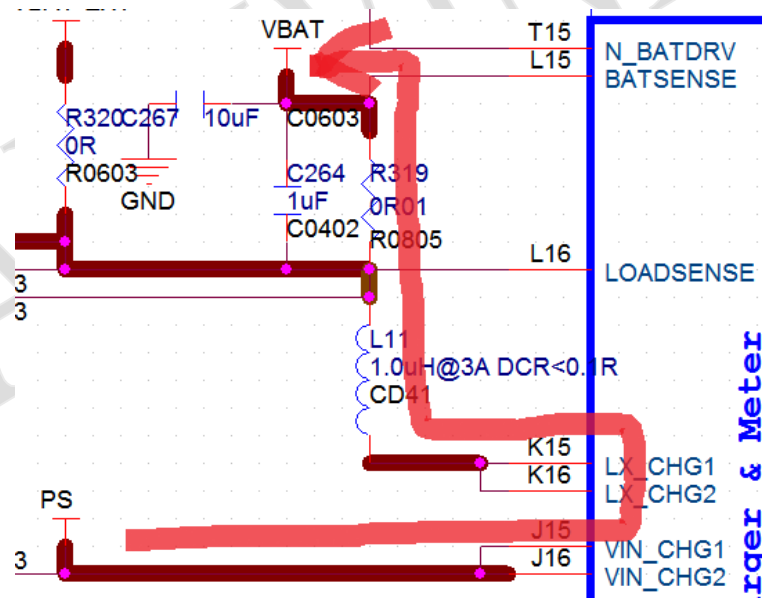 VBAT
T15
N_BATDRV
L15
BATSENSE
R320
C267
10uF
C0603
0R
R0603
GND
C264
1uF
C0402
R319
0R01
R0805
L16
LOADSENSE
3
3
L11
1.0uH@3A DCR<0.1R
CD41
K15
LX_CHG1
K16
LX_CHG2
PS
J15
VIN_CHG1
3
J16
VIN_CHG2
rger & Meter